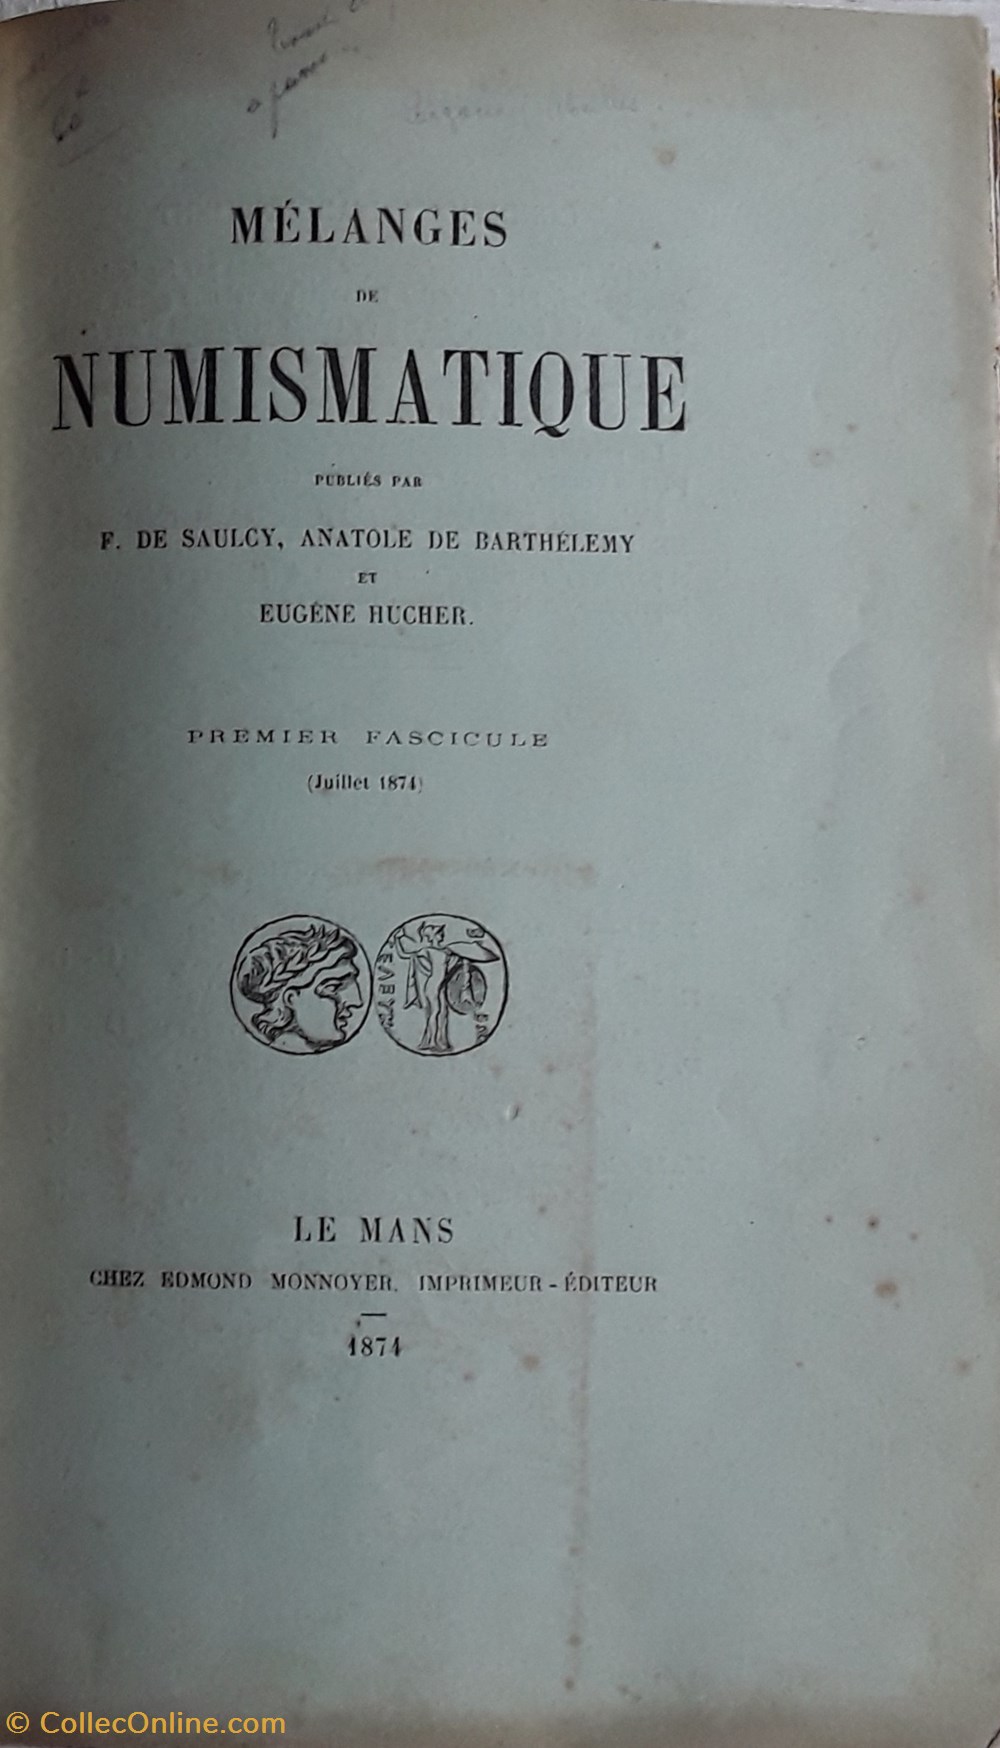 MÉLANGES
DE
NUMISMATIQUE
PUBLIÉS PAR
F. DE SAULCY, ANATOLE DE BARTHÉLEMY
ET
EUGÈNE HUCHER.
PREMIER FASCICULE
(Juillet 1874)
LE MANS
CHEZ EDMOND MONNOYER, IMPRIMEUR-ÉDITEUR
1874
© CollecOnline.com